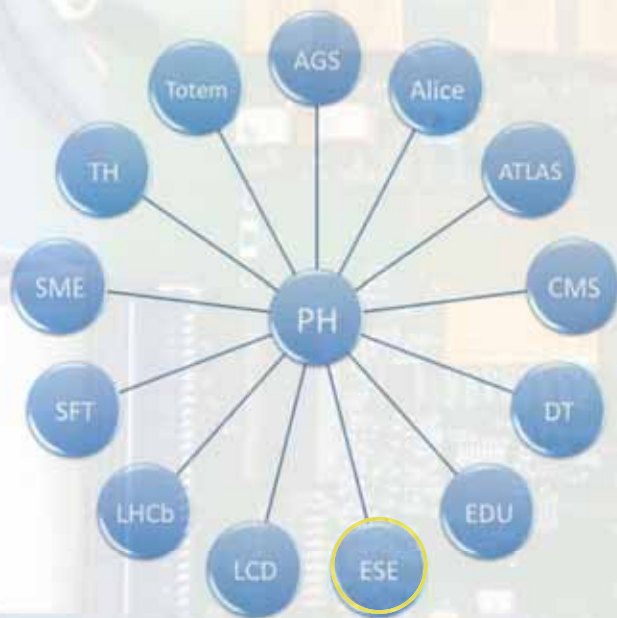 AGS
Totem
Alice
TH
ATLAS
SME
CMS
PH
SFT
DT
LHCb
EDU
LCD
ESE